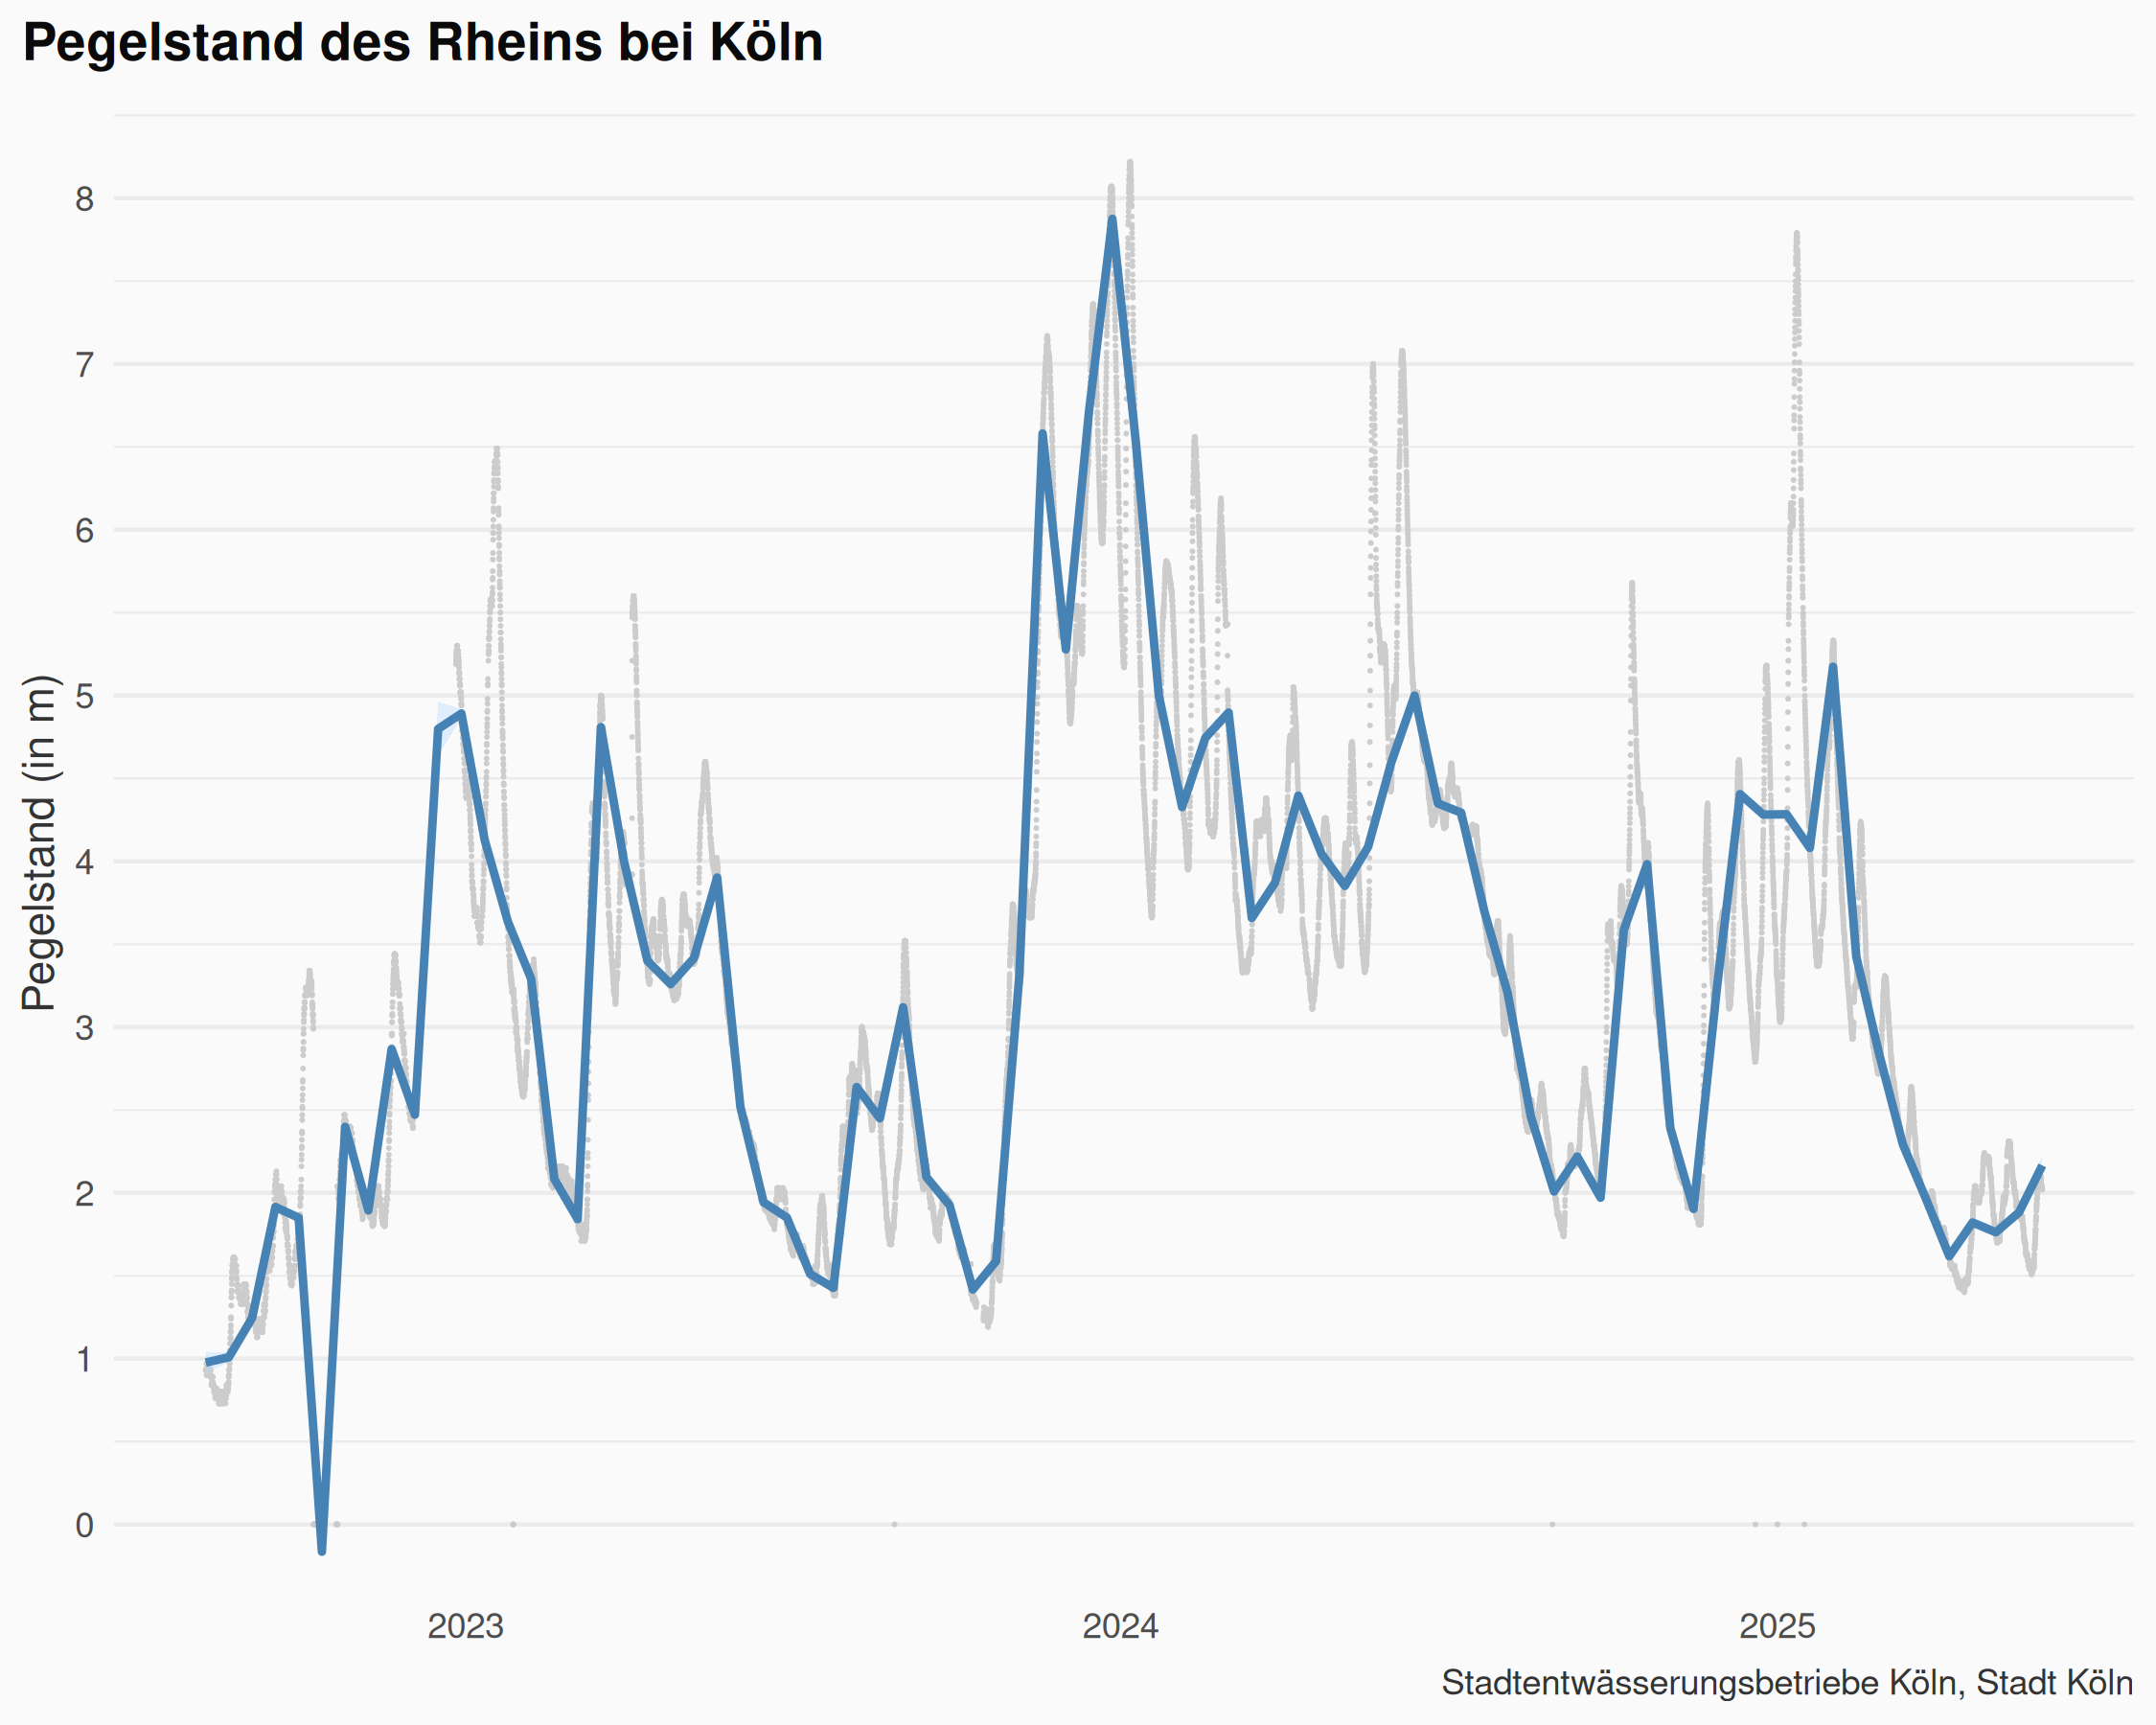 Pegelstand des Rheins bei Köln
Pegelstand (in m)
8
7
6
5
4
3
2
1
0
2023 2024 2025
Stadtentwässerungsbetriebe Köln, Stadt Köln